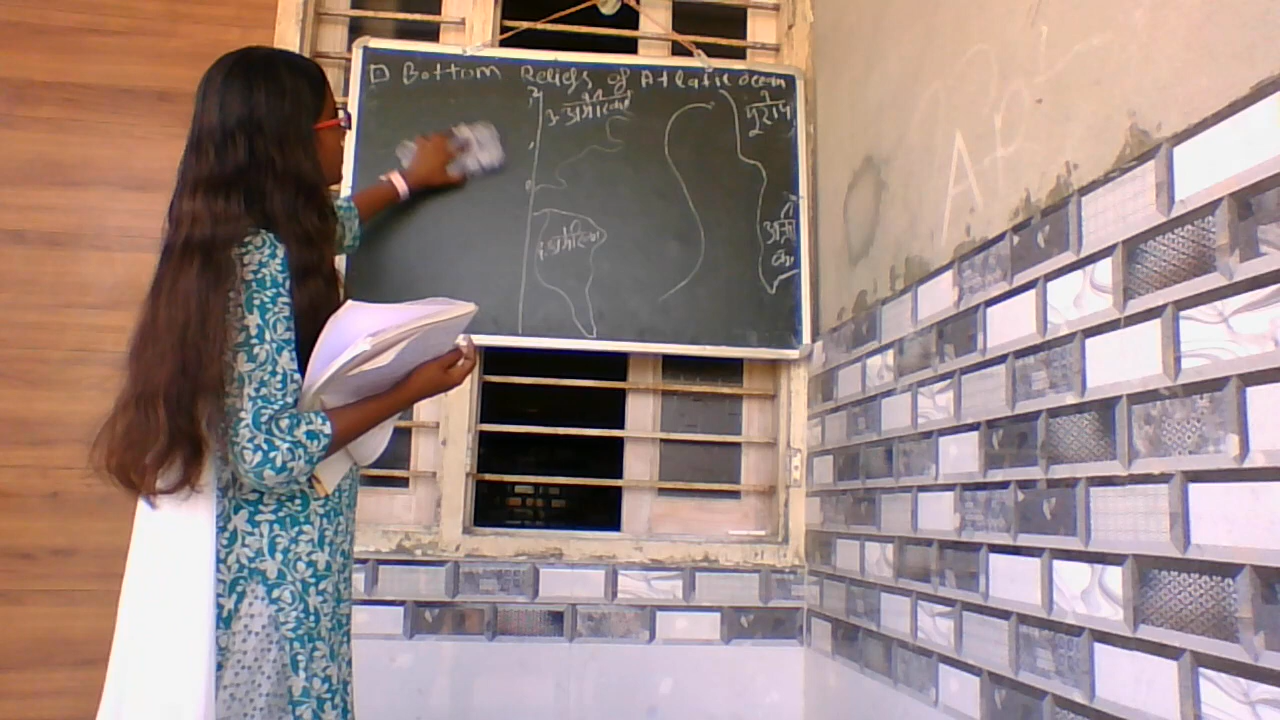 □ Bottom Reliefs of Atlatic ocean
उ. अमेरिका
यूरोप
द. अमेरिका
अफ्री
का
A+